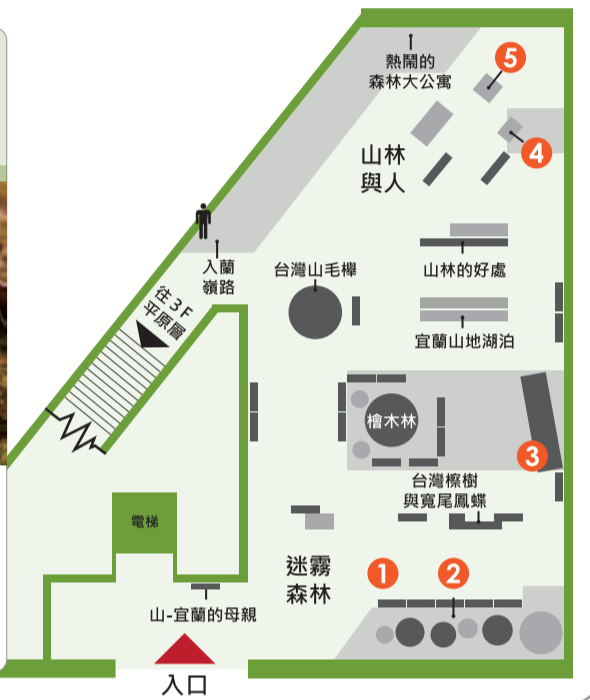 熱鬧的
森林大公寓
5
4
山林
與人
入蘭
嶺路
台灣山毛櫸
山林的好處
往3F
平原層
宜蘭山地湖泊
檜木林
3
台灣檫樹
與寬尾鳳蝶
電梯
迷霧
森林
1
2
山-宜蘭的母親
入口